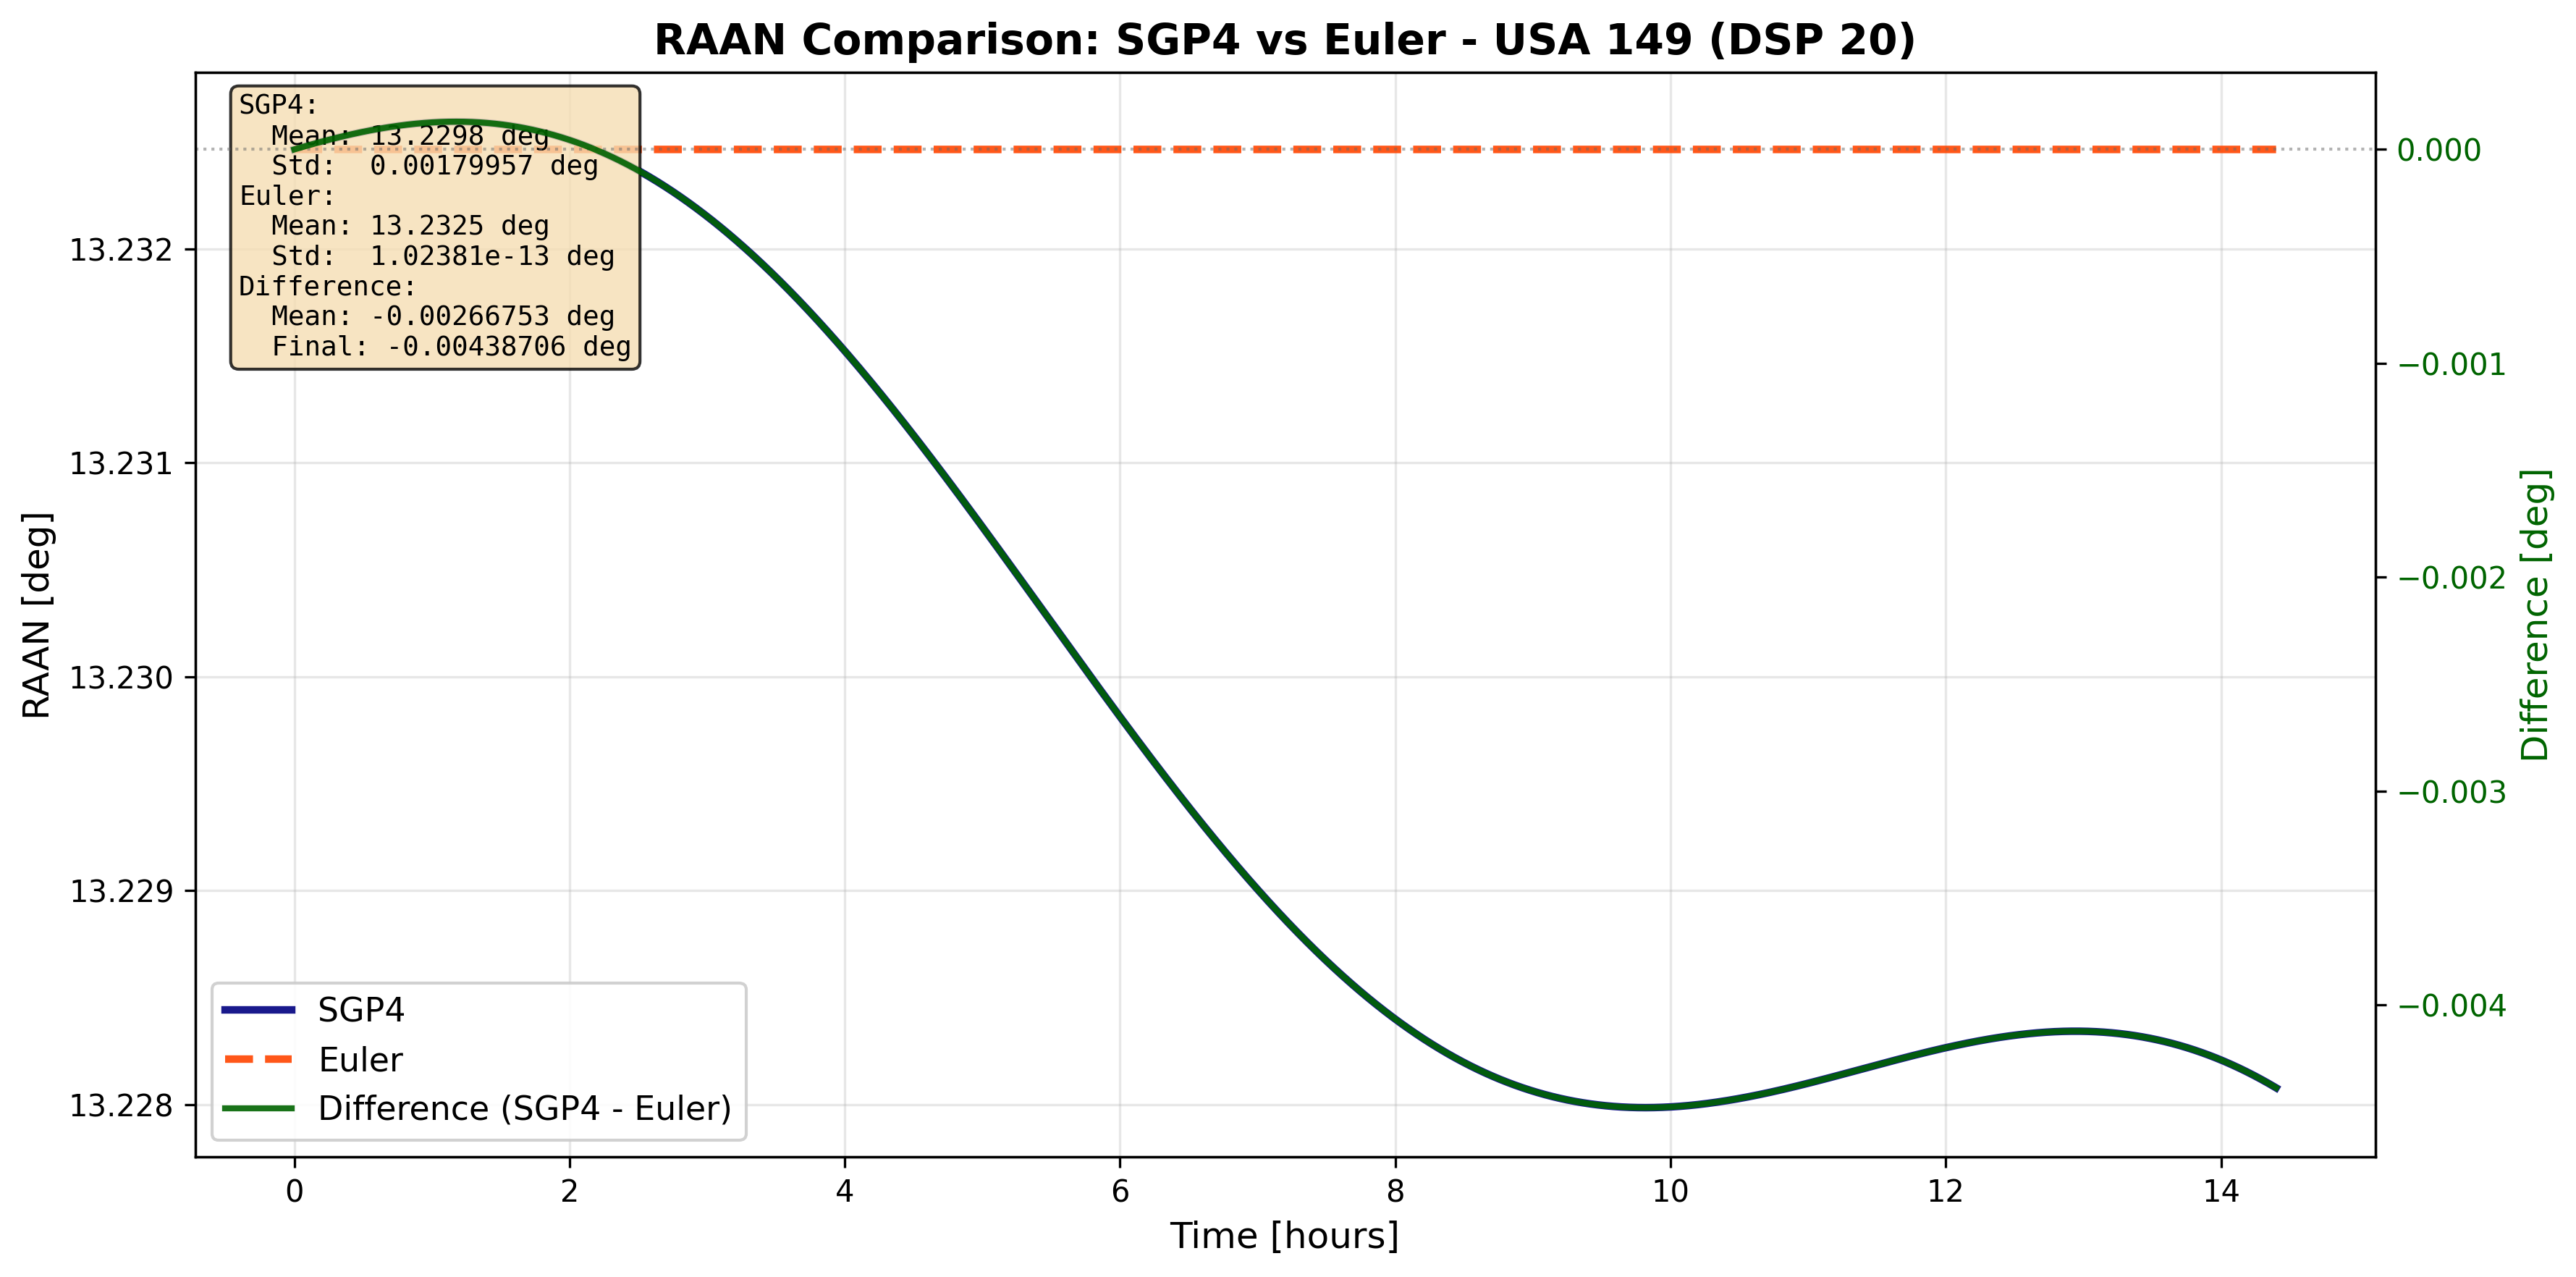 RAAN Comparison: SGP4 vs Euler - USA 149 (DSP 20)
SGP4:
Mean: 13.2298 deg
Std: 0.00179957 deg
Euler:
Mean: 13.2325 deg
Std: 1.02381e-13 deg
Difference:
Mean: -0.00266753 deg
Final: -0.00438706 deg
RAAN [deg]
13.232
13.231
13.230
13.229
13.228
0.000
−0.001
−0.002
−0.003
−0.004
Difference [deg]
SGP4
Euler
Difference (SGP4 - Euler)
0 2 4 6 8 10 12 14
Time [hours]